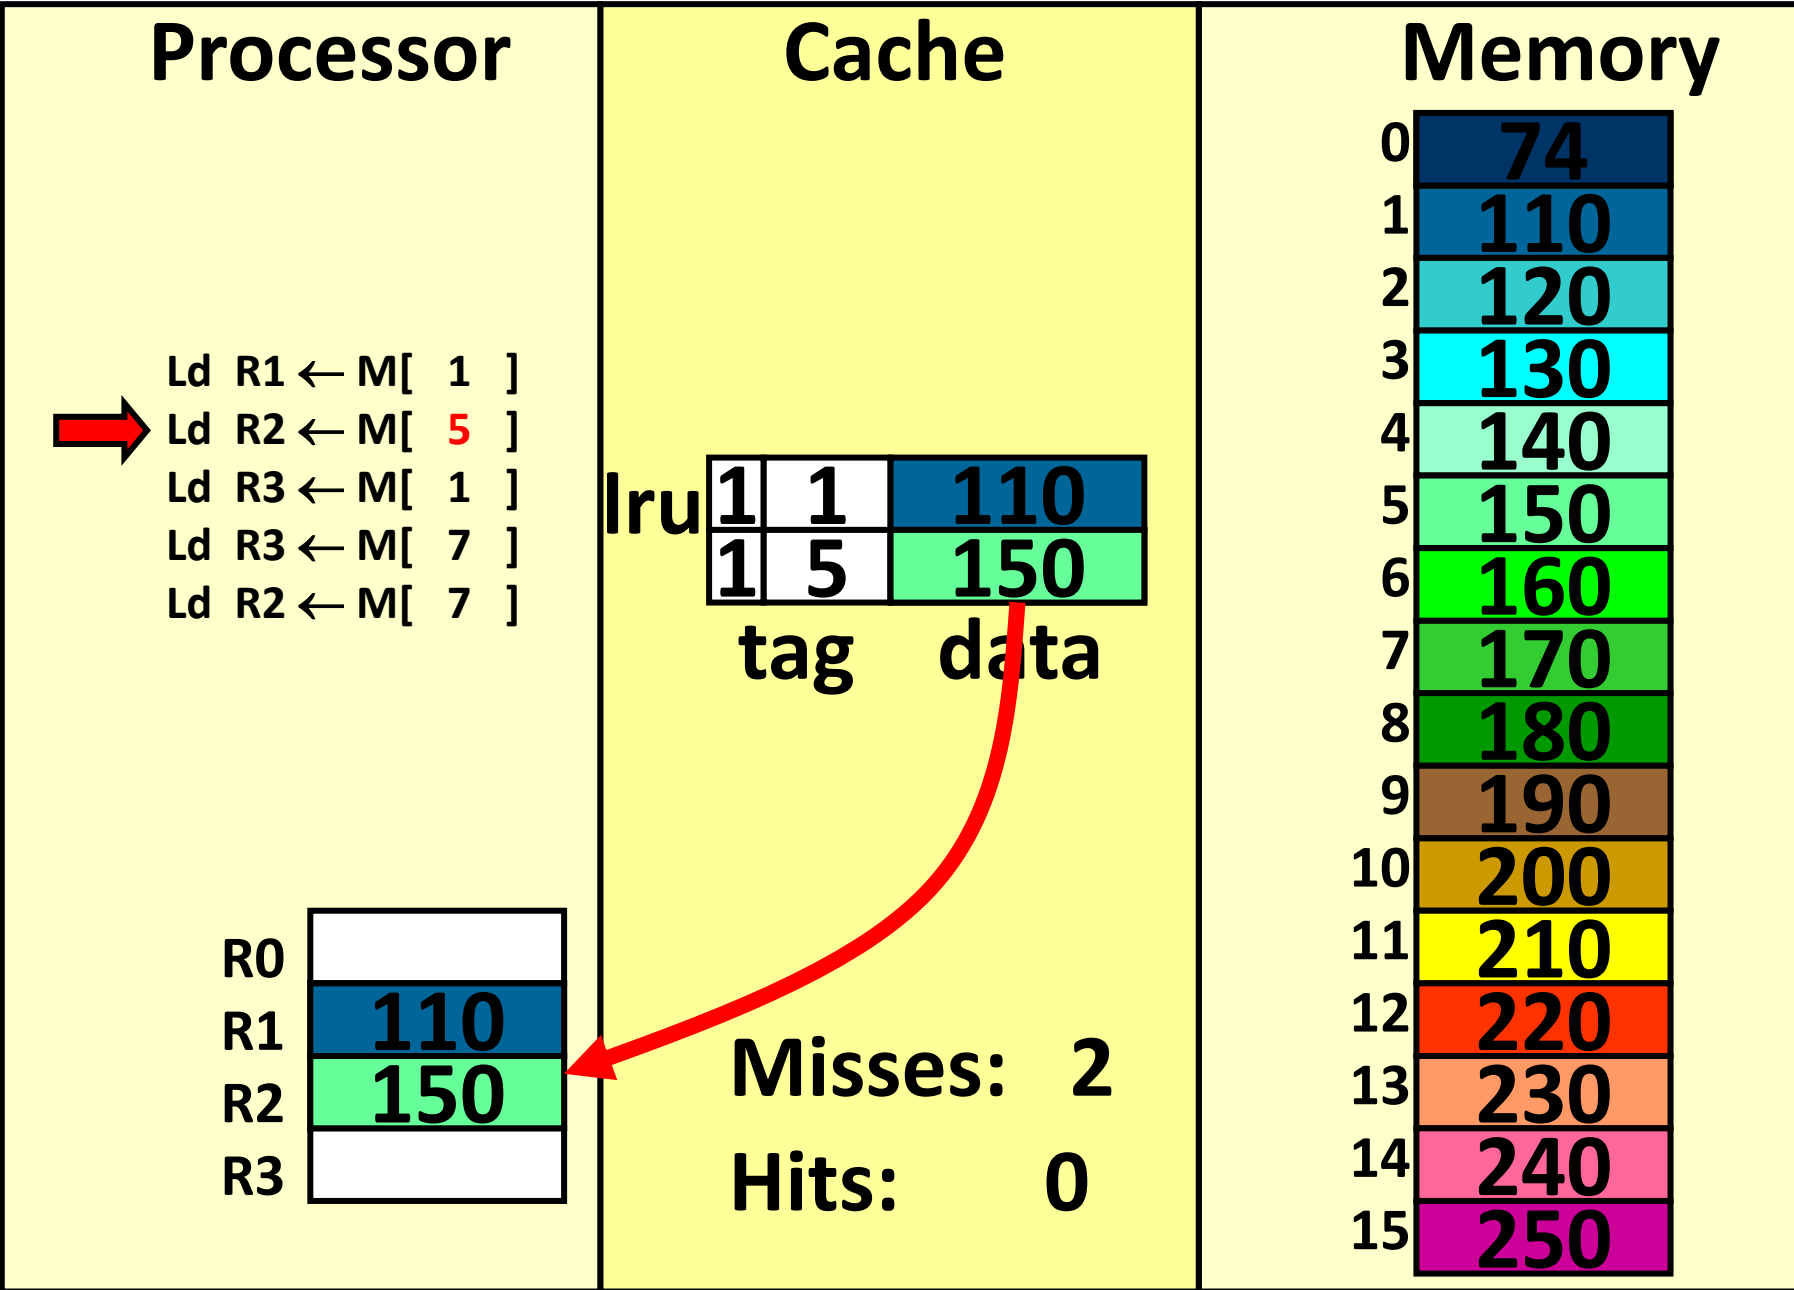 Processor
Ld R1 ← M[ 1 ]
Ld R2 ← M[ 5 ]
Ld R3 ← M[ 1 ]
Ld R3 ← M[ 7 ]
Ld R2 ← M[ 7 ]
R0
R1 110
R2 150
R3
Cache
lru 1 1 110
1 5 150
tag data
Misses: 2
Hits: 0
Memory
0 74
1 110
2 120
3 130
4 140
5 150
6 160
7 170
8 180
9 190
10 200
11 210
12 220
13 230
14 240
15 250